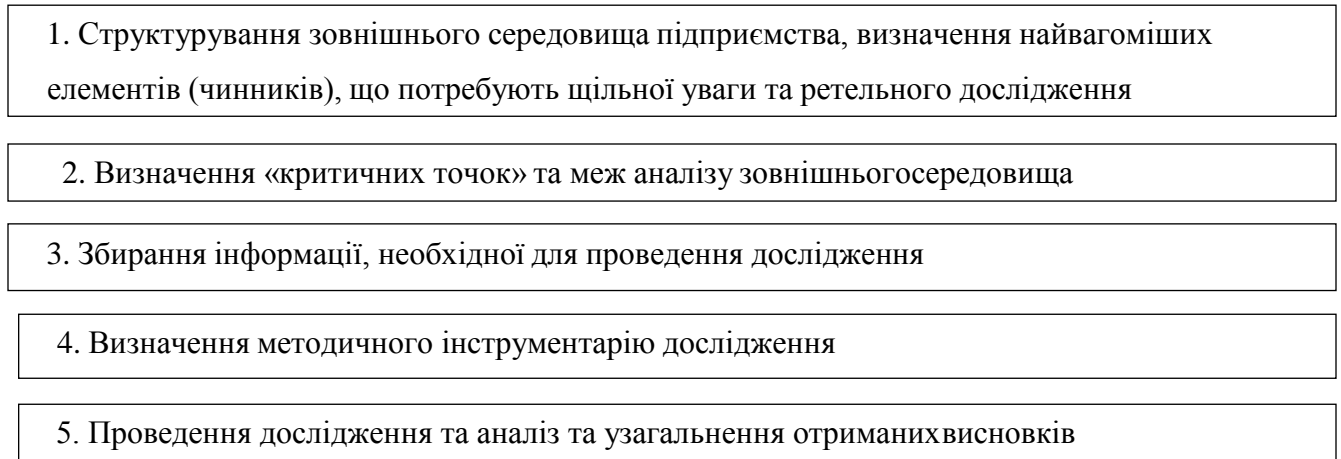 1. Структурування зовнішнього середовища підприємства, визначення найвагоміших
елементів (чинників), що потребують щільної уваги та ретельного дослідження
2. Визначення «критичних точок» та меж аналізу зовнішньогосередовища
3. Збирання інформації, необхідної для проведення дослідження
4. Визначення методичного інструментарію дослідження
5. Проведення дослідження та аналіз та узагальнення отриманихвисновків